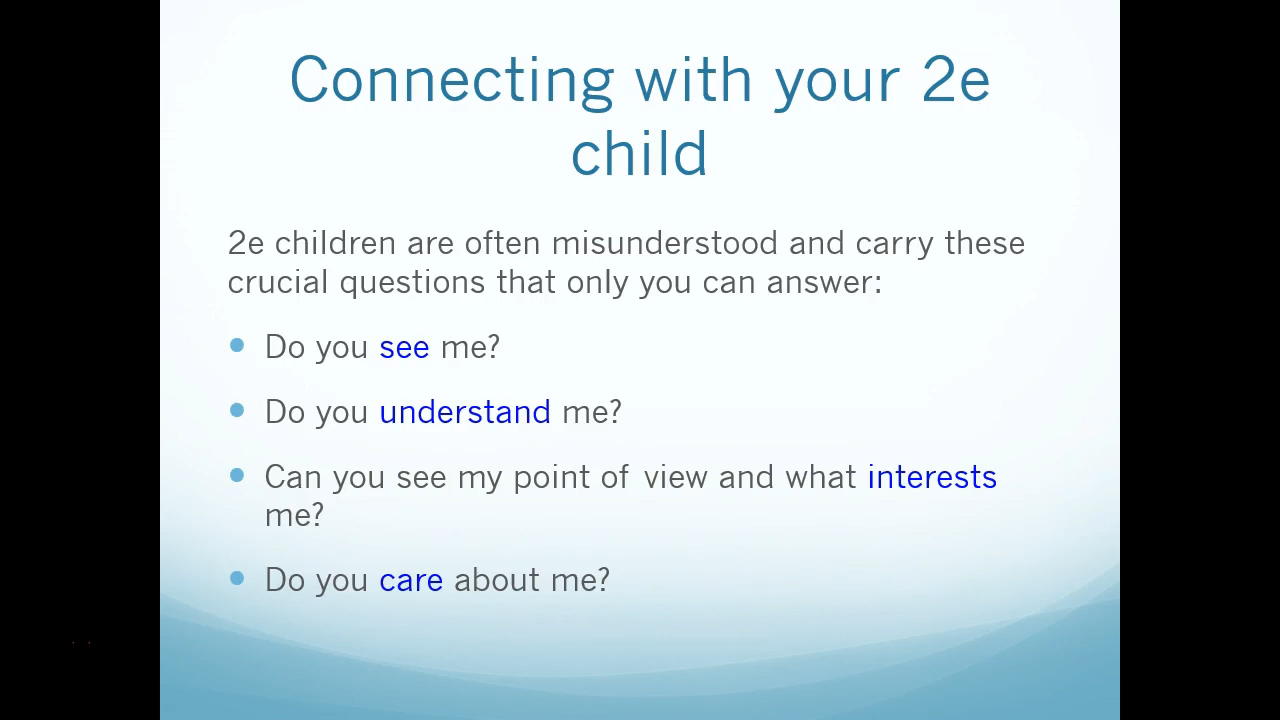 Connecting with your 2e
child
2e children are often misunderstood and carry these
crucial questions that only you can answer:
Do you see me?
Do you understand me?
Can you see my point of view and what interests
me?
Do you care about me?